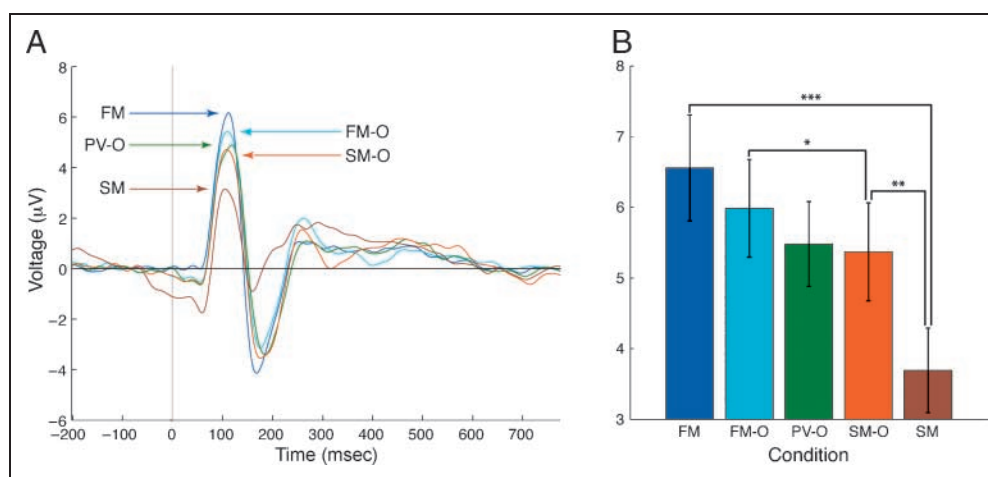 A
8
6
4
2
0
−2
−4
−6
Voltage (μV)
FM
PV-O
SM
FM-O
SM-O
−200 −100 0 100 200 300 400 500 600 700
Time (msec)
B
8
7
6
5
4
3
***
*
**
FM FM-O PV-O SM-O SM
Condition